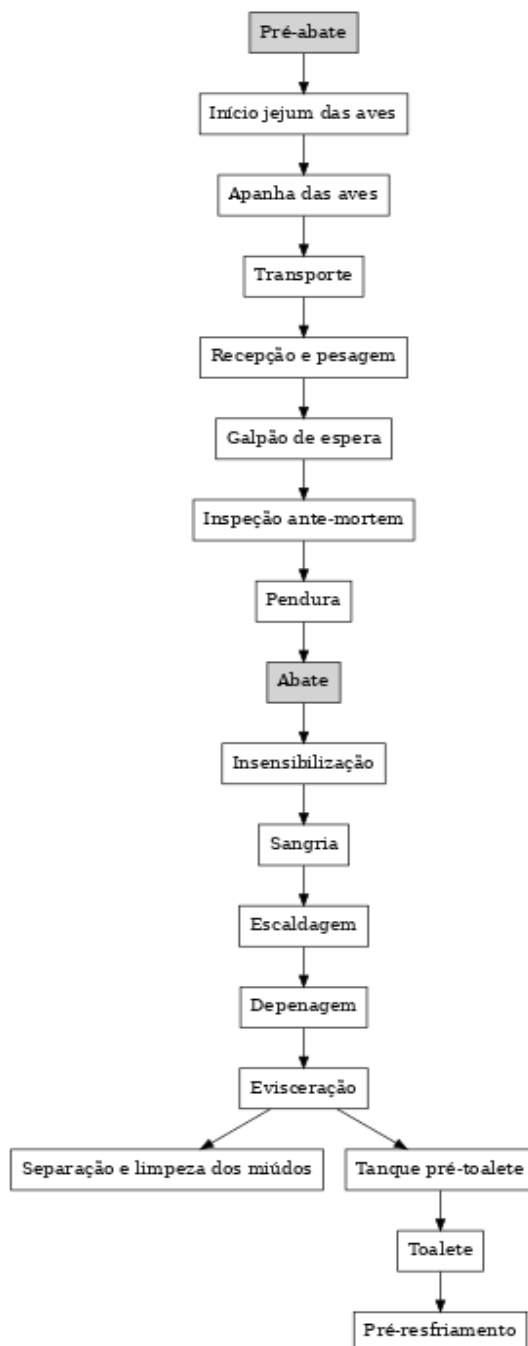 Pré-abate
Início jejum das aves
Apanha das aves
Transporte
Recepção e pesagem
Galpão de espera
Inspeção ante-mortem
Pendura
Abate
Insensibilização
Sangria
Escaldagem
Depenagem
Evisceração
Separação e limpeza dos miúdos
Tanque pré-toalete
Toalete
Pré-resfriamento